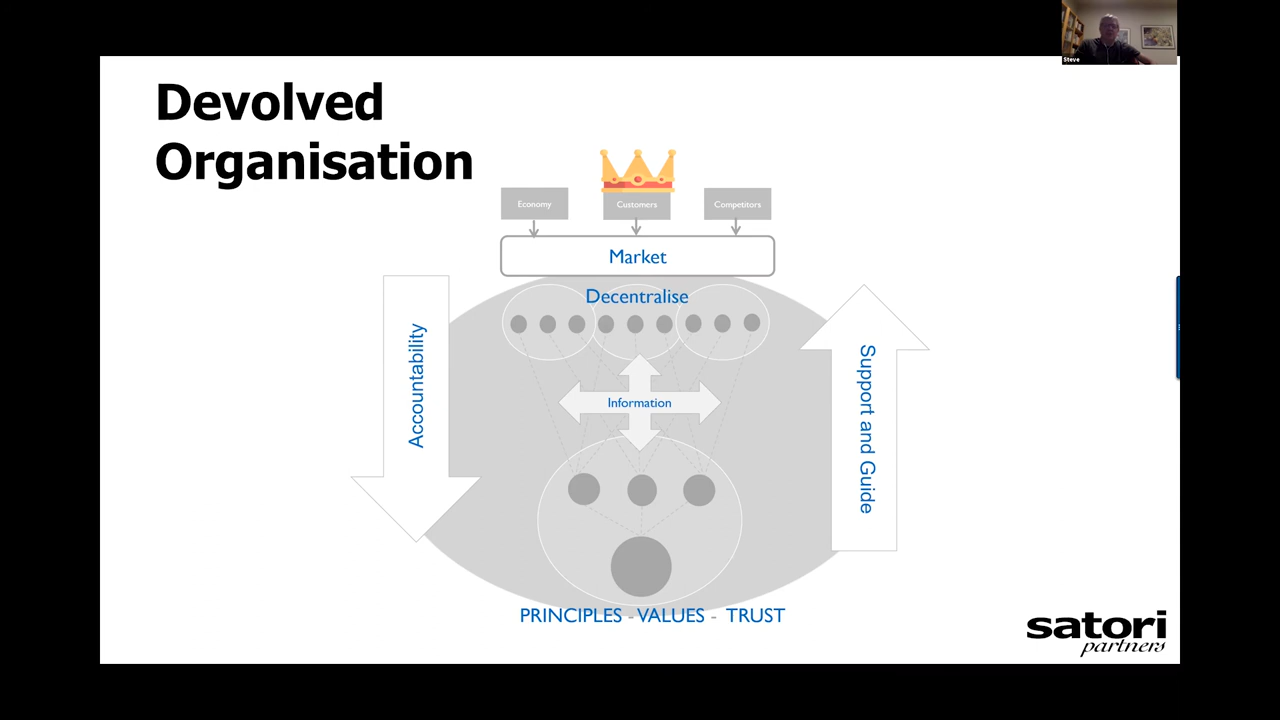 Steve
Devolved
Organisation
Economy
Customers
Competitors
Market
Decentralise
Accountability
Information
Support and Guide
PRINCIPLES - VALUES - TRUST
satori
partners